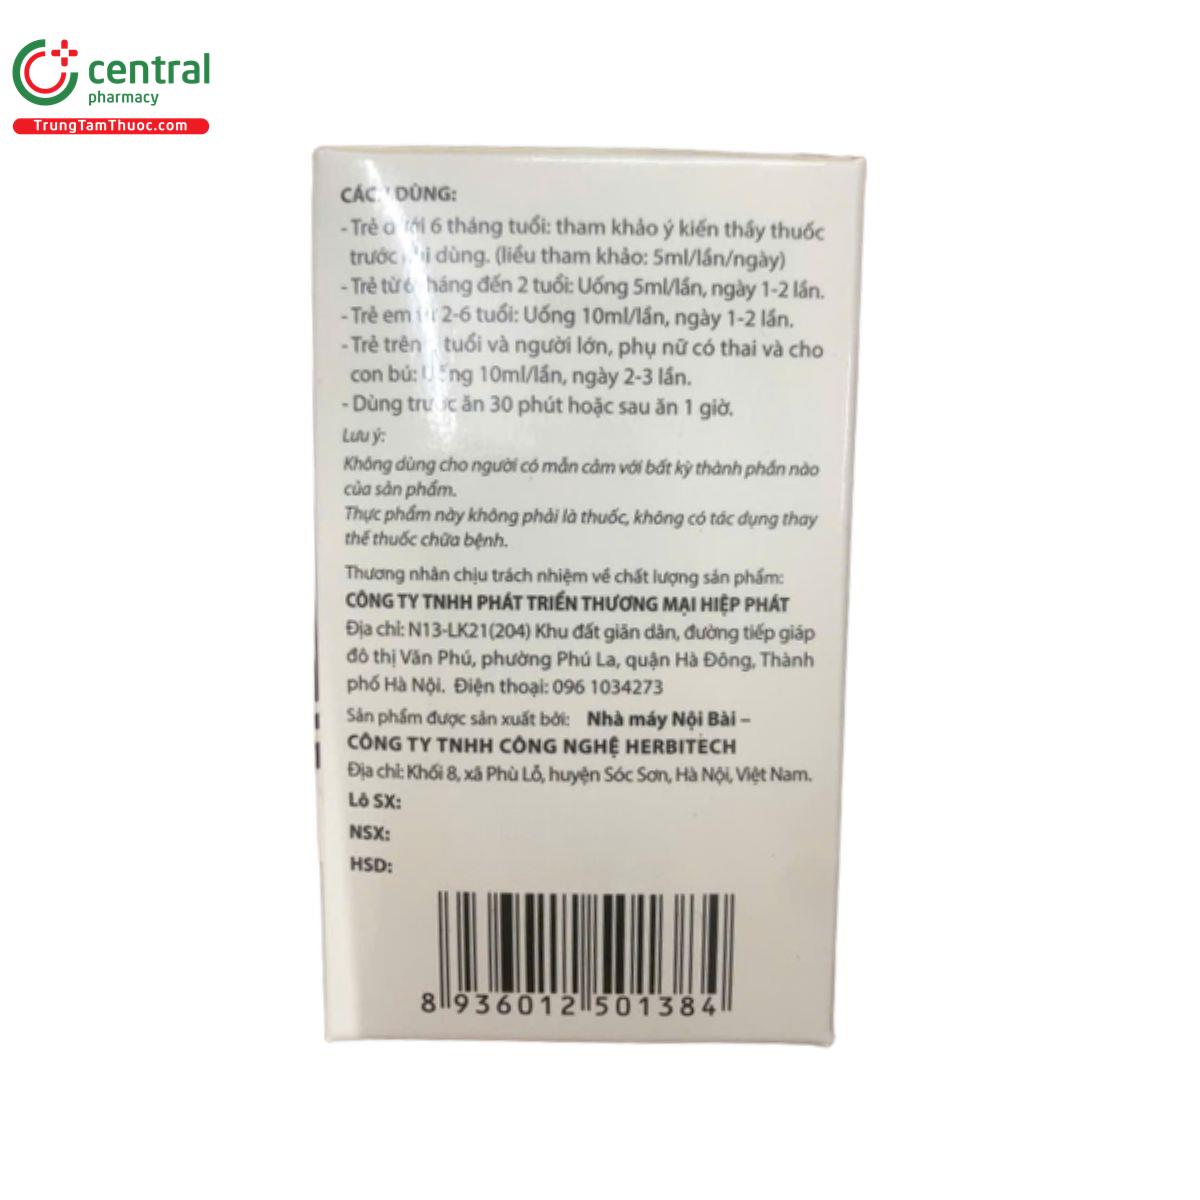 central
pharmacy
TrungTamThuoc.com
CÁCH DÙNG:
- Trẻ dưới 6 tháng tuổi: tham khảo ý kiến thầy thuốc
trước khi dùng. (liều tham khảo: 5ml/lần/ngày)
- Trẻ từ 6 tháng đến 2 tuổi: Uống 5ml/lần, ngày 1-2 lần.
- Trẻ em từ 2-6 tuổi: Uống 10ml/lần, ngày 1-2 lần.
- Trẻ trên tuổi và người lớn, phụ nữ có thai và cho
con bú: Uống 10ml/lần, ngày 2-3 lần.
- Dùng trước ăn 30 phút hoặc sau ăn 1 giờ.
Lưu ý:
Không dùng cho người có mẫn cảm với bất kỳ thành phần nào
của sản phẩm.
Thực phẩm này không phải là thuốc, không có tác dụng thay
thế thuốc chữa bệnh.
Thương nhân chịu trách nhiệm về chất lượng sản phẩm:
CÔNG TY TNHH PHÁT TRIỂN THƯƠNG MẠI HIỆP PHÁT
Địa chỉ: N13-LK21(204) Khu đất giãn dân, đường tiếp giáp
đô thị Văn Phú, phường Phú La, quận Hà Đông, Thành
phố Hà Nội. Điện thoại: 096 1034273
Sản phẩm được sản xuất bởi: Nhà máy Nội Bài –
CÔNG TY TNHH CÔNG NGHỆ HERBITECH
Địa chỉ: Khối 8, xã Phù Lỗ, huyện Sóc Sơn, Hà Nội, Việt Nam.
Lô SX:
NSX:
HSD:
8 936012 501384